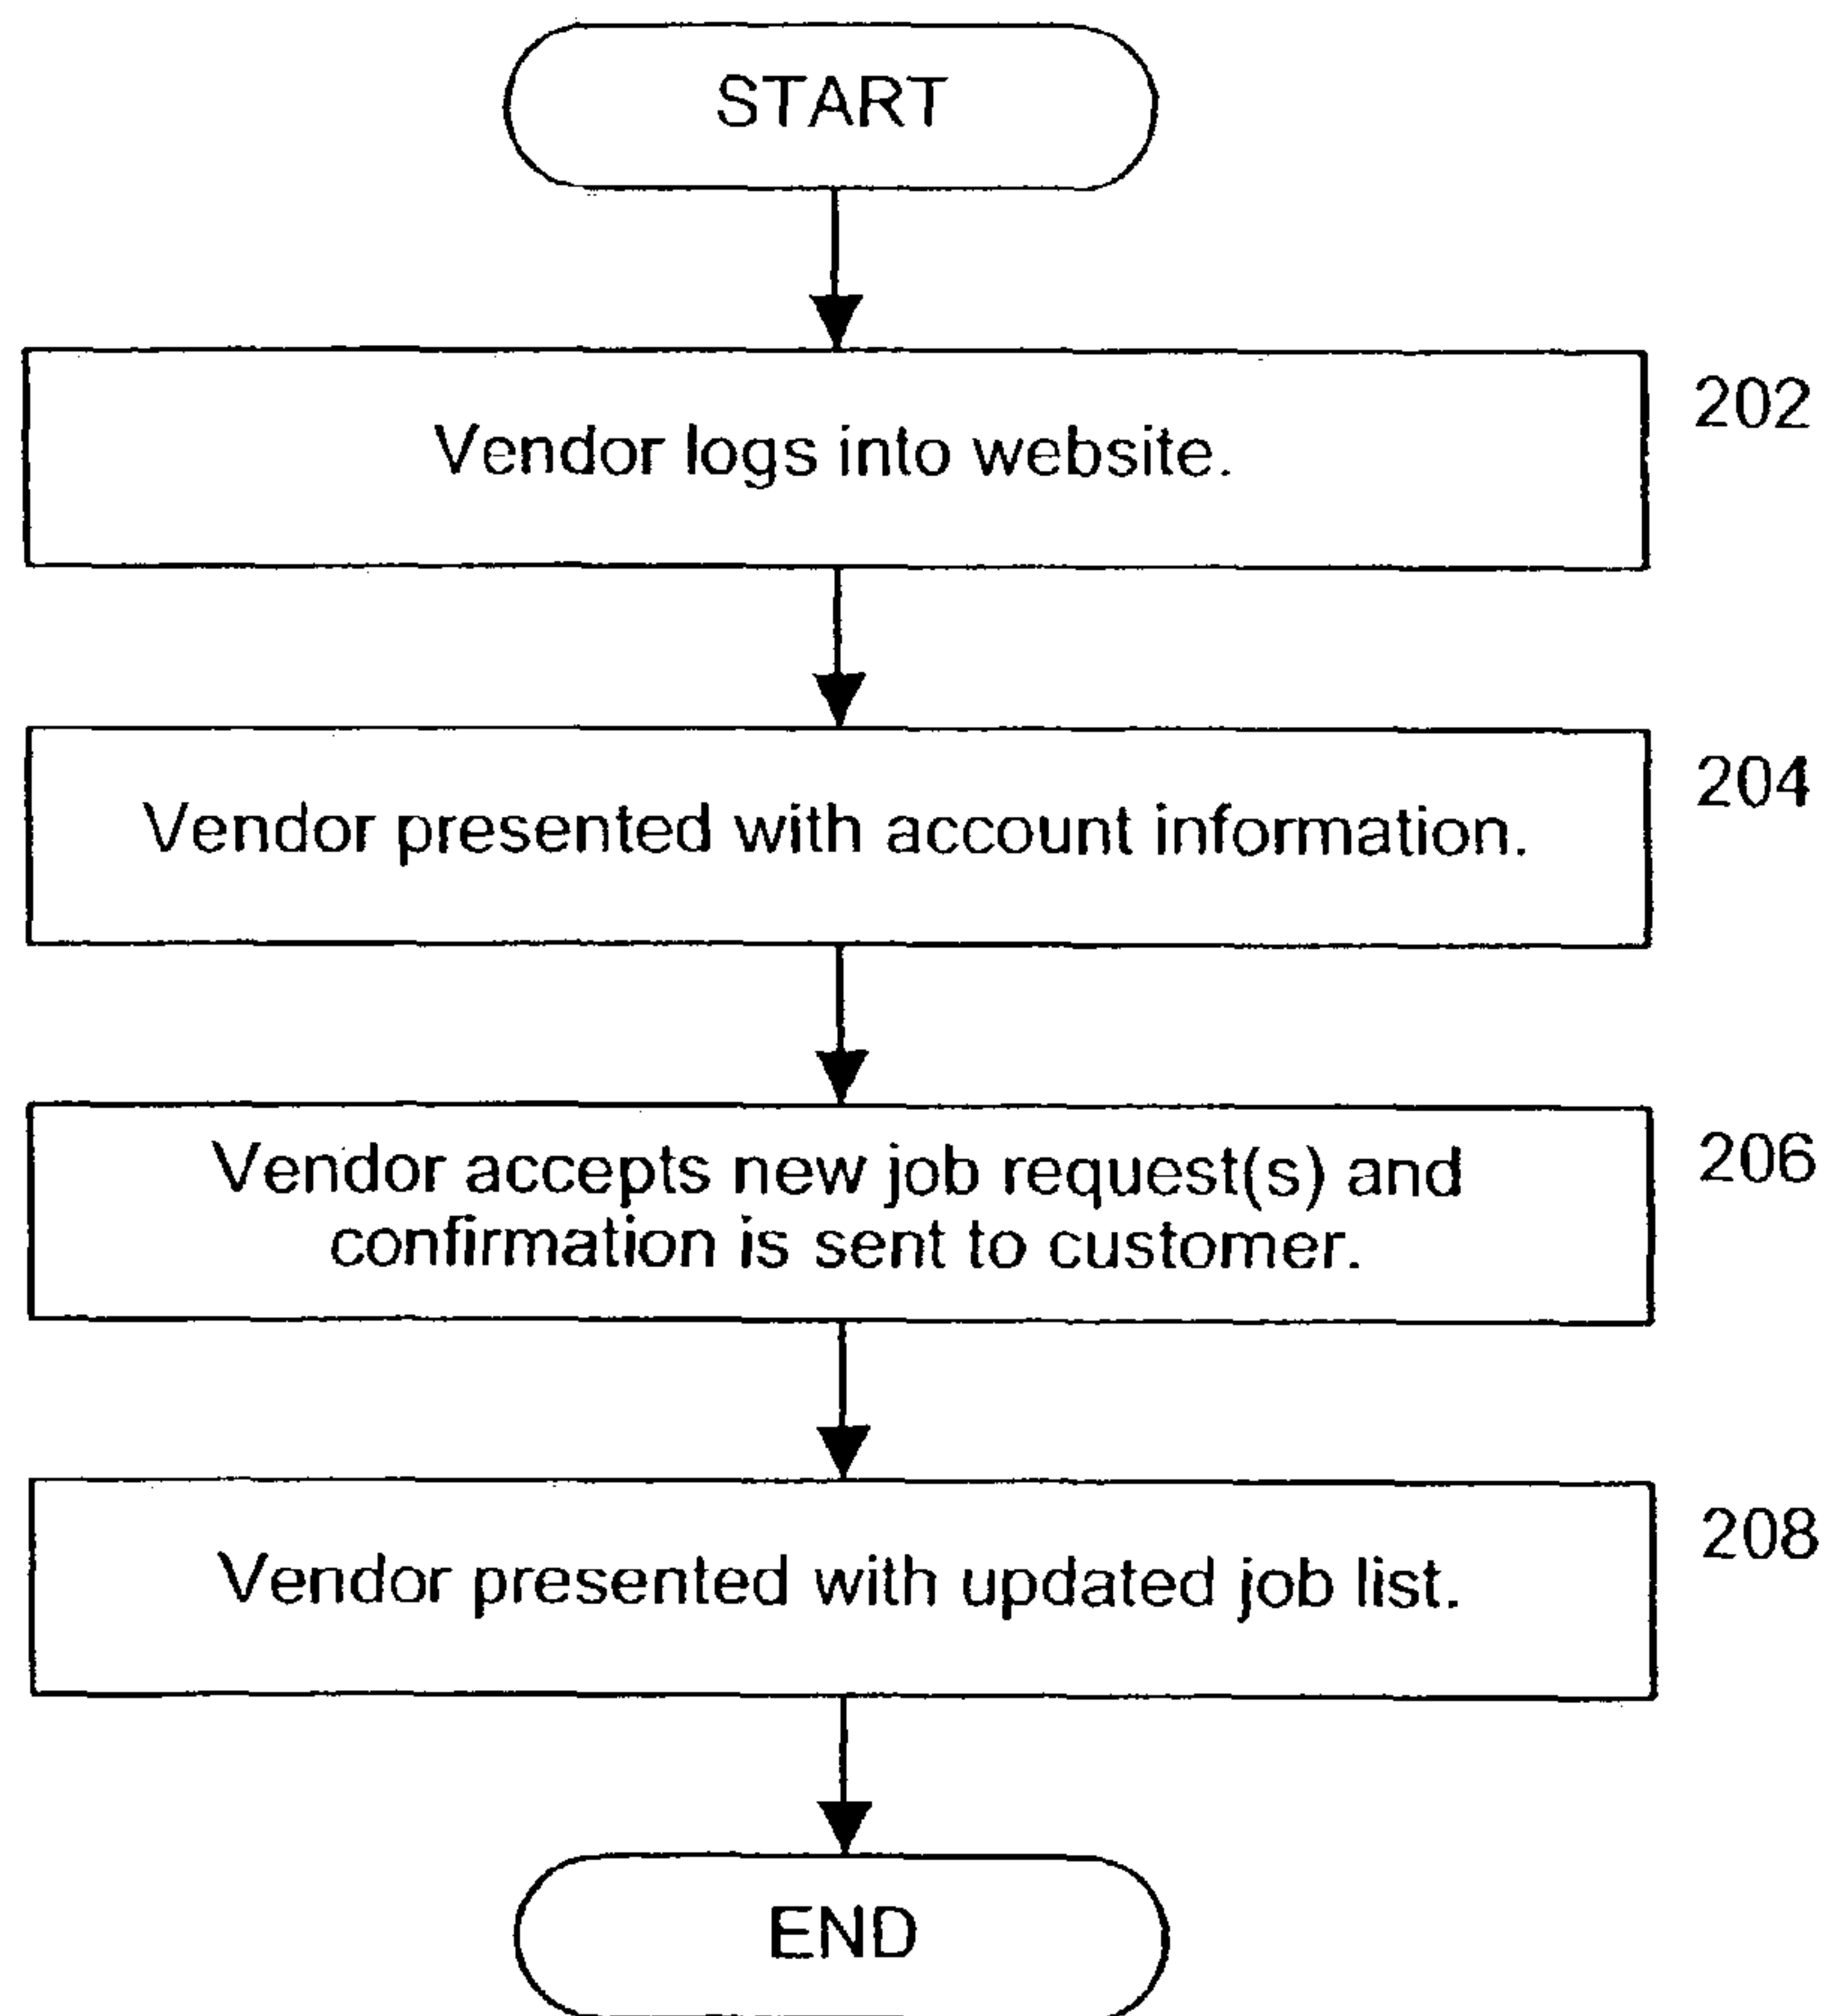 START
Vendor logs into website.
202
Vendor presented with account information.
204
Vendor accepts new job request(s) and
confirmation is sent to customer.
206
Vendor presented with updated job list.
208
END